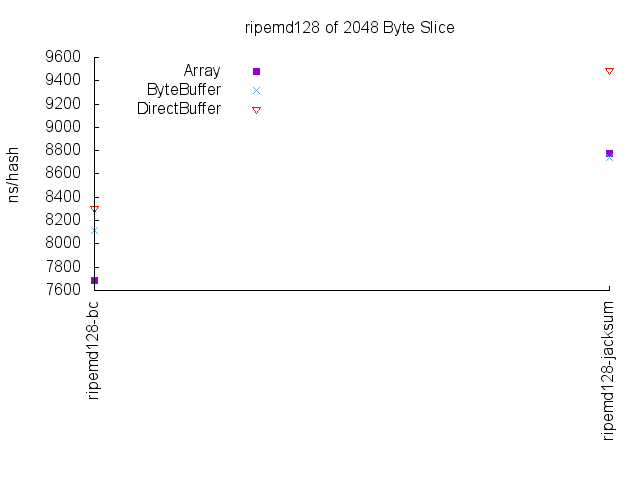 ripemd128 of 2048 Byte Slice
ns/hash
9600
9400
9200
9000
8800
8600
8400
8200
8000
7800
7600
Array
ByteBuffer
DirectBuffer
ripemd128-bc
ripemd128-jacksum